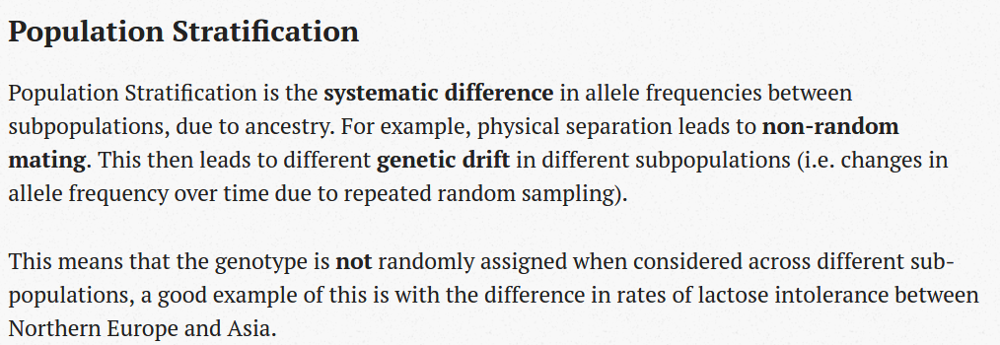 Population Stratification
Population Stratification is the systematic difference in allele frequencies between
subpopulations, due to ancestry. For example, physical separation leads to non-random
mating. This then leads to different genetic drift in different subpopulations (i.e. changes in
allele frequency over time due to repeated random sampling).
This means that the genotype is not randomly assigned when considered across different sub-
populations, a good example of this is with the difference in rates of lactose intolerance between
Northern Europe and Asia.